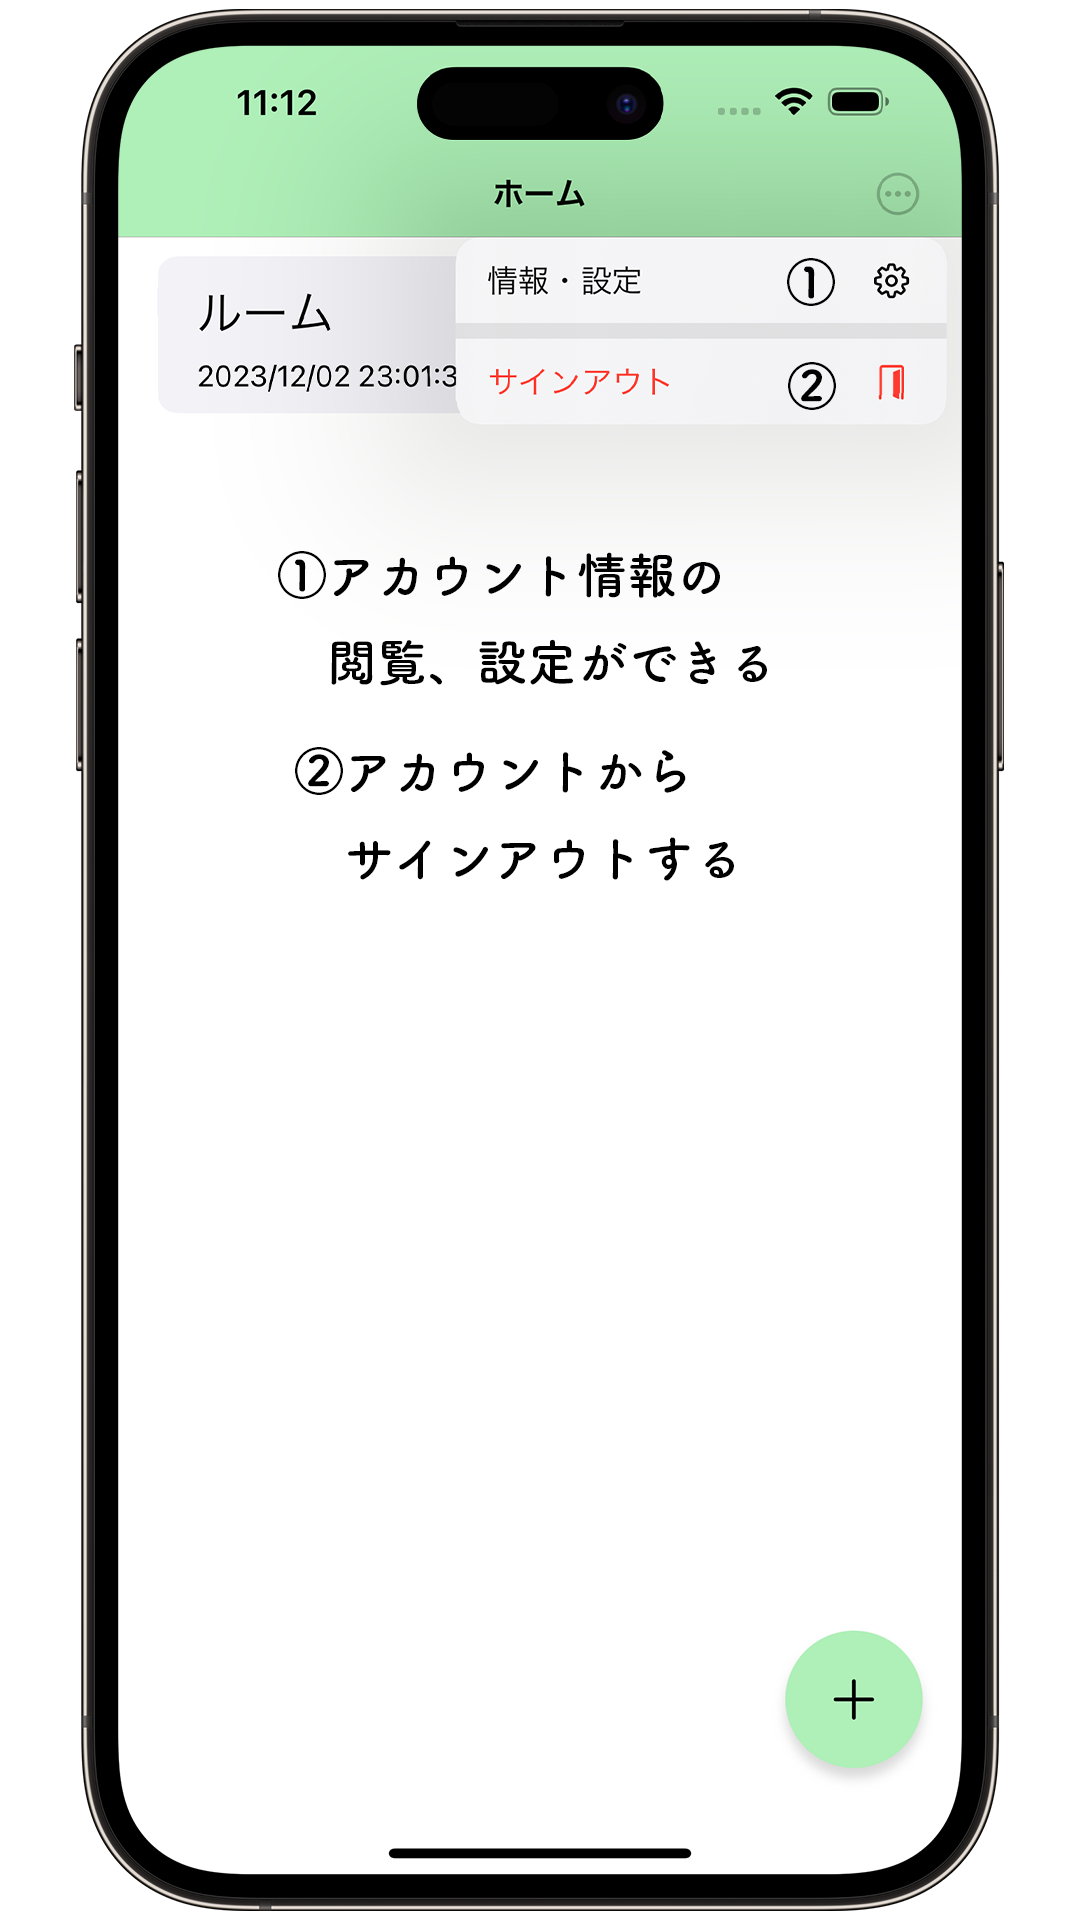 11:12
ホーム
情報・設定 ①
ルーム
2023/12/02 23:01:3
サインアウト ②
①アカウント情報の
閲覧、設定ができる
②アカウントから
サインアウトする